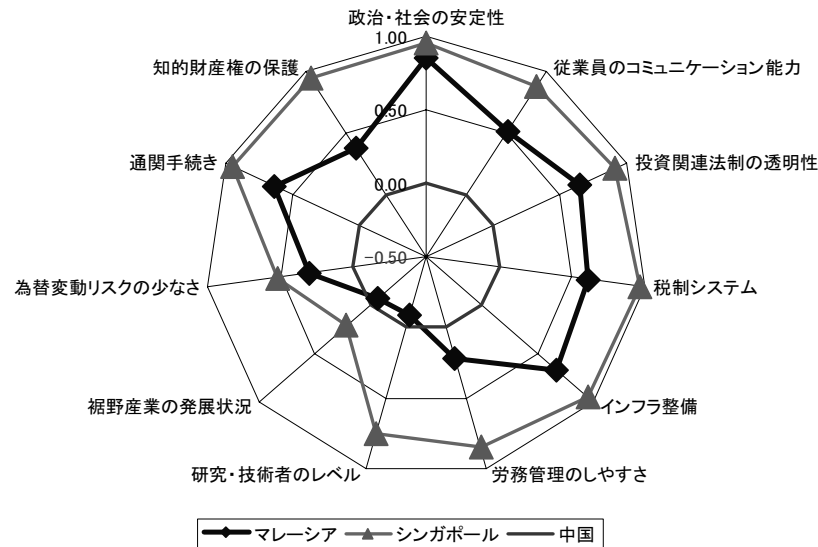 政治・社会の安定性
1.00
知的財産権の保護
従業員のコミュニケーション能力
0.50
通関手続き
投資関連法制の透明性
0.00
-0.50
為替変動リスクの少なさ
税制システム
裾野産業の発展状況
インフラ整備
研究・技術者のレベル
労務管理のしやすさ
マレーシア シンガポール 中国